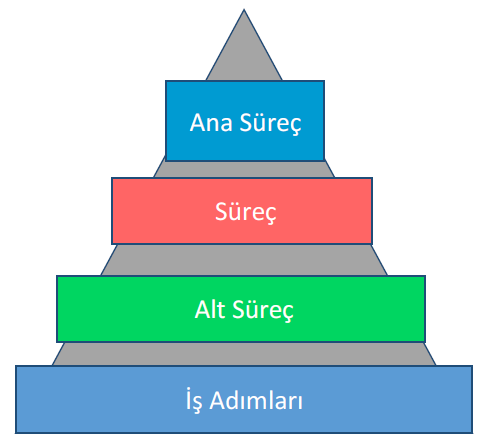 Ana Süreç
Süreç
Alt Süreç
İş Adımları